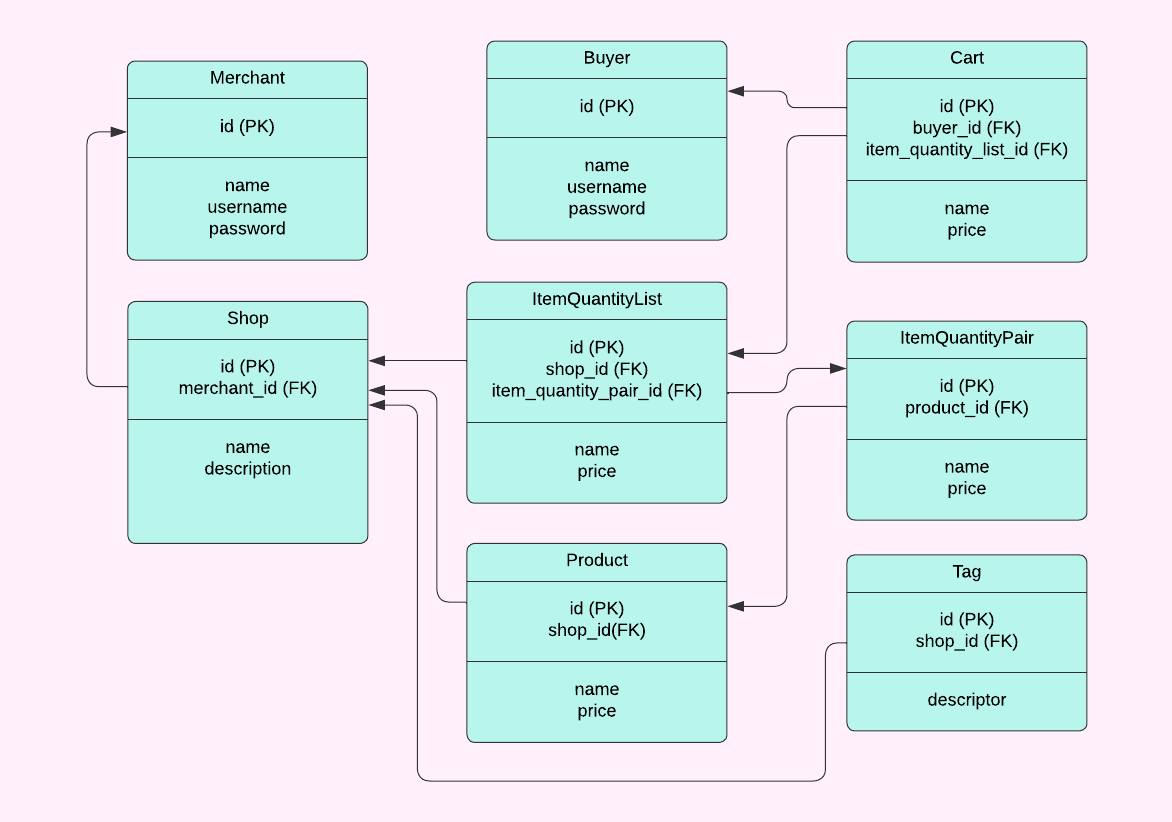 Merchant
id (PK)
name
username
password
Buyer
id (PK)
name
username
password
Cart
id (PK)
buyer_id (FK)
item_quantity_list_id (FK)
name
price
Shop
id (PK)
merchant_id (FK)
name
description
ItemQuantityList
id (PK)
shop_id (FK)
item_quantity_pair_id (FK)
name
price
ItemQuantityPair
id (PK)
product_id (FK)
name
price
Product
id (PK)
shop_id(FK)
name
price
Tag
id (PK)
shop_id (FK)
descriptor